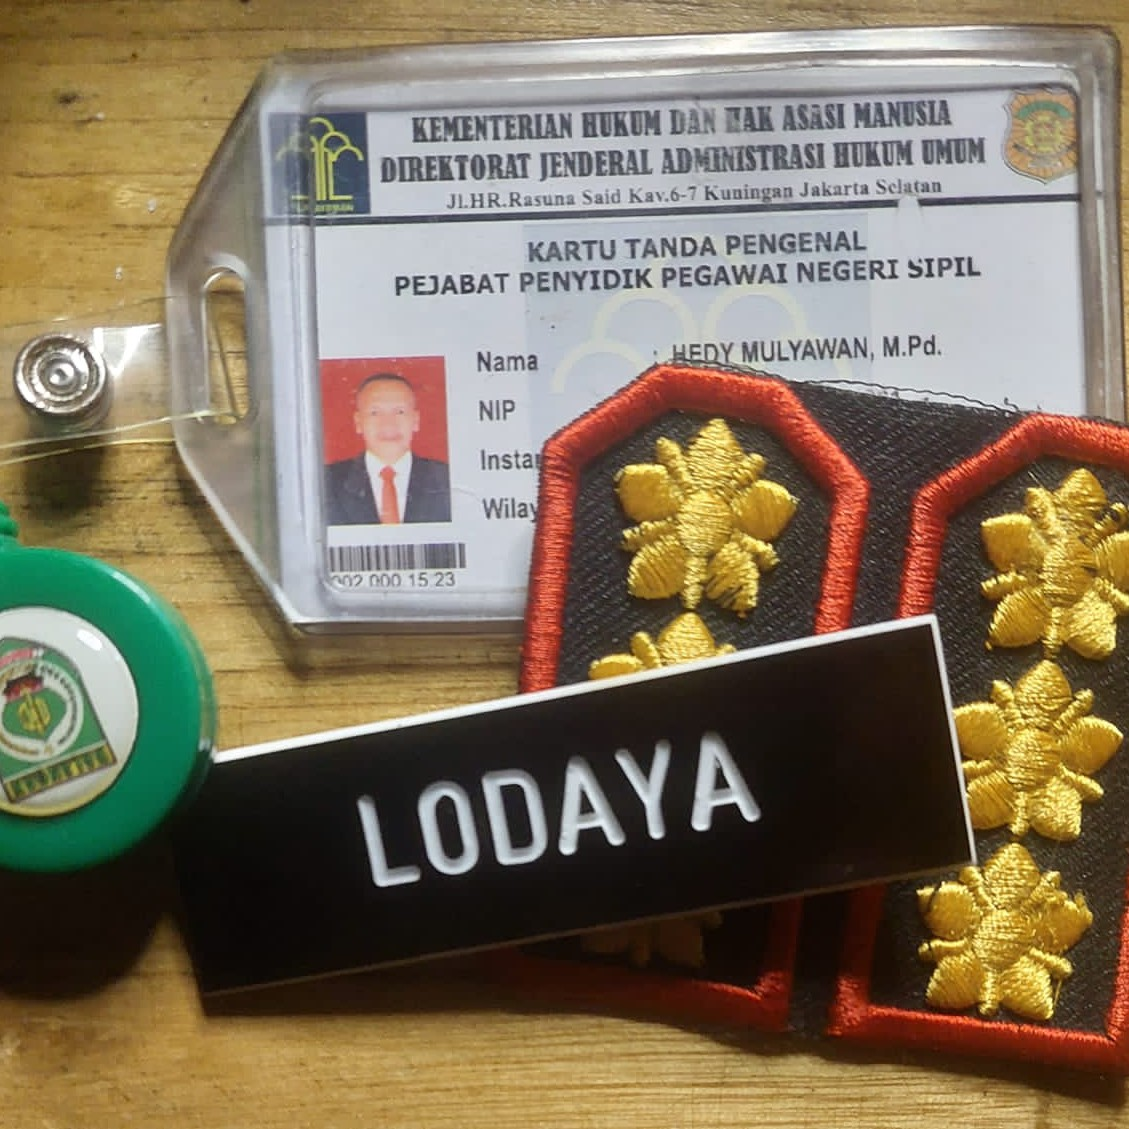 KEMENTERIAN HUKUM DAN HAK ASASI MANUSIA
DIREKTORAT JENDERAL ADMINISTRASI HUKUM UMUM
Jl.HR.Rasuna Said Kav.6-7 Kuningan Jakarta Selatan
KARTU TANDA PENGENAL
PEJABAT PENYIDIK PEGAWAI NEGERI SIPIL
Nama : HEDY MULYAWAN, M.Pd.
NIP
002 000 15 23
LODAYA